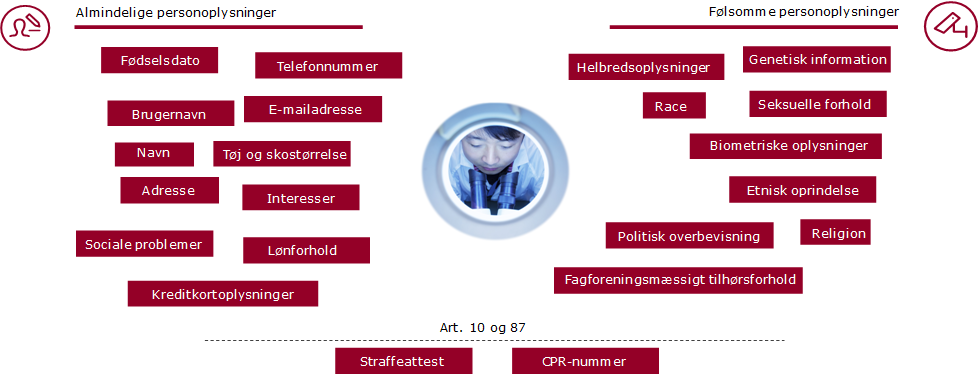 Almindelige personoplysninger
Fødselsdato
Telefonnummer
Brugernavn
E-mailadresse
Navn
Tøj og skostørrelse
Adresse
Interesser
Sociale problemer
Lønforhold
Kreditkortoplysninger
Følsomme personoplysninger
Helbredsoplysninger
Genetisk information
Race
Seksuelle forhold
Biometriske oplysninger
Etnisk oprindelse
Politisk overbevisning
Religion
Fagforeningsmæssigt tilhørsforhold
Art. 10 og 87
Straffeattest
CPR-nummer